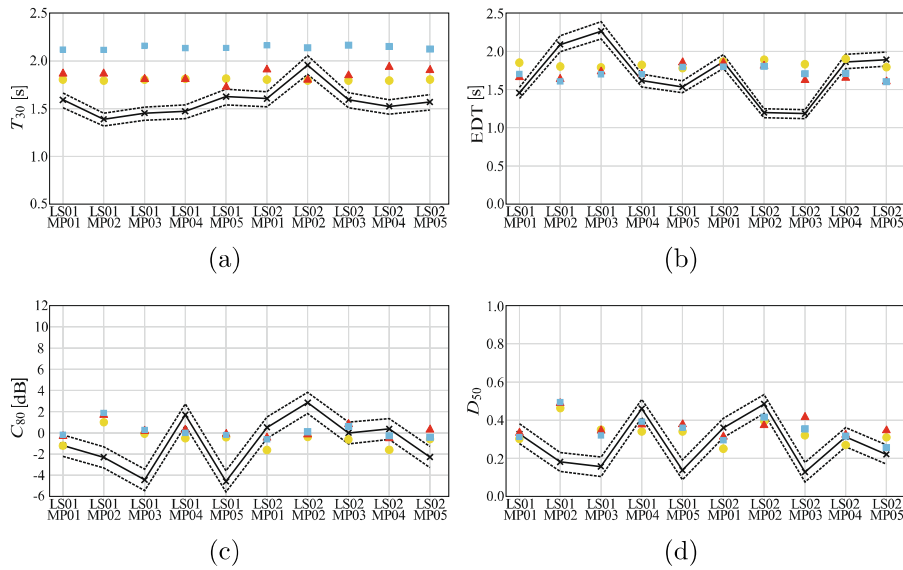 2.5
2.0
1.5
1.0
0.5
T30 [s]
LS01 LS01 LS01 LS01 LS01 LS02 LS02 LS02 LS02 LS02
MP01 MP02 MP03 MP04 MP05 MP01 MP02 MP03 MP04 MP05
(a)
2.5
2.0
1.5
1.0
0.5
0.0
EDT [s]
LS01 LS01 LS01 LS01 LS01 LS02 LS02 LS02 LS02 LS02
MP01 MP02 MP03 MP04 MP05 MP01 MP02 MP03 MP04 MP05
(b)
12
10
8
6
4
2
0
-2
-4
-6
C80 [dB]
LS01 LS01 LS01 LS01 LS01 LS02 LS02 LS02 LS02 LS02
MP01 MP02 MP03 MP04 MP05 MP01 MP02 MP03 MP04 MP05
(c)
1.0
0.8
0.6
0.4
0.2
0.0
D50
LS01 LS01 LS01 LS01 LS01 LS02 LS02 LS02 LS02 LS02
MP01 MP02 MP03 MP04 MP05 MP01 MP02 MP03 MP04 MP05
(d)